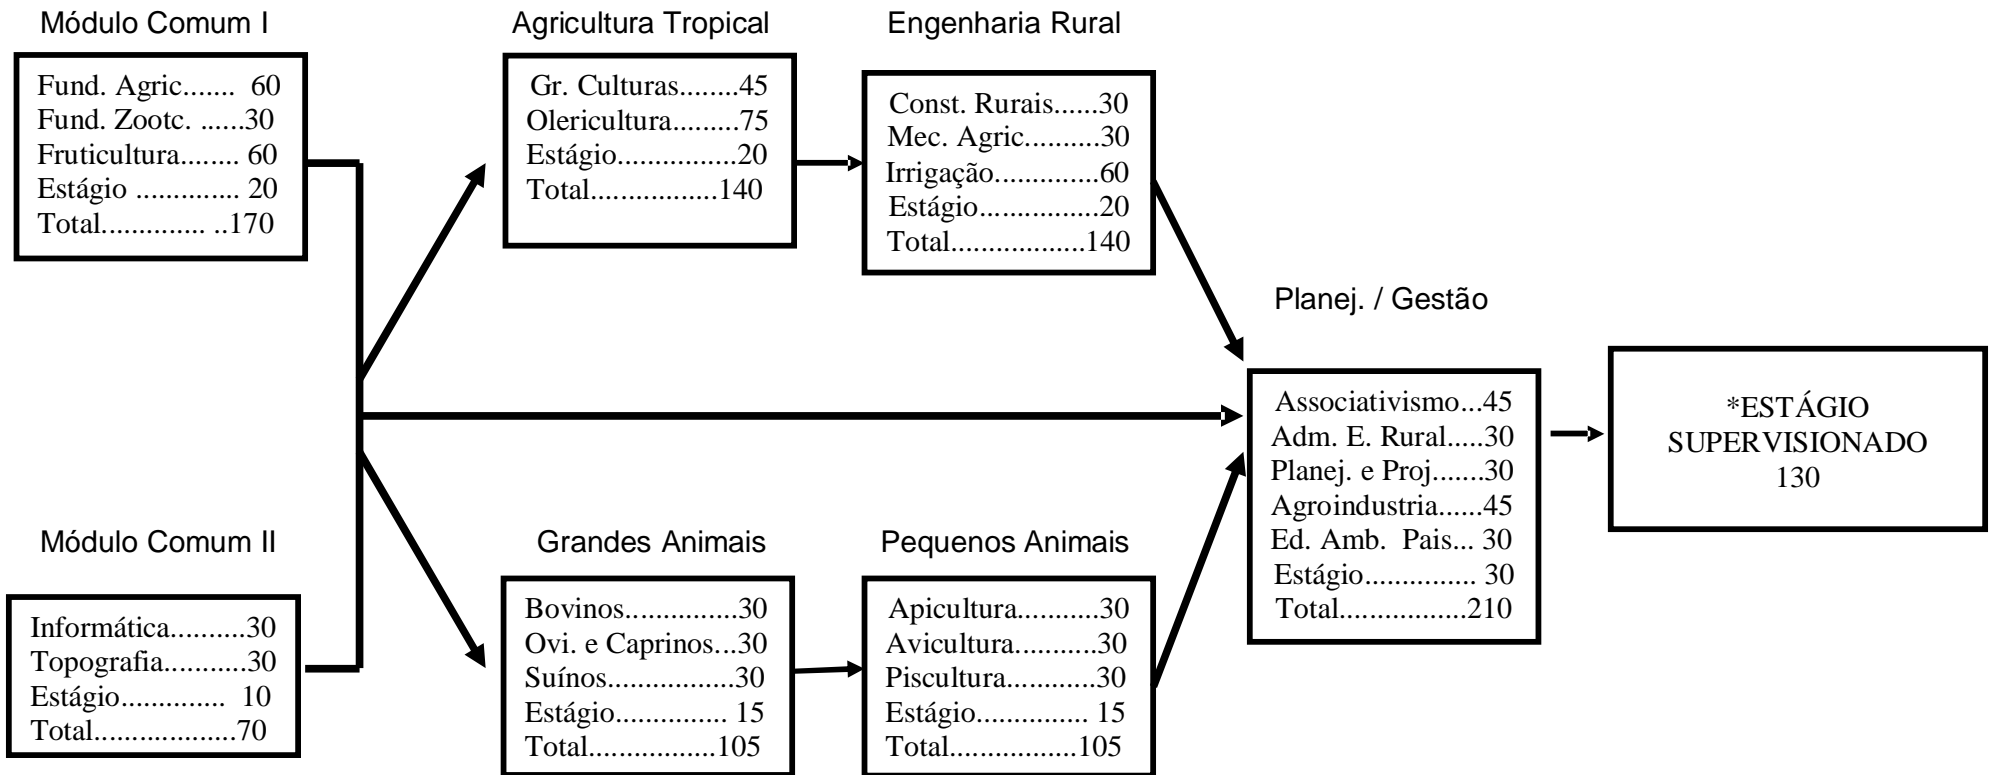 Módulo Comum I
Fund. Agric....... 60
Fund. Zootc. ......30
Fruticultura........ 60
Estágio ............. 20
Total.............. ..170
Agricultura Tropical
Gr. Culturas........45
Olericultura.........75
Estágio................20
Total.................140
Engenharia Rural
Const. Rurais......30
Mec. Agric..........30
Irrigação..............60
Estágio................20
Total..................140
Planej. / Gestão
Associativismo...45
Adm. E. Rural.....30
Planej. e Proj.......30
Agroindustria......45
Ed. Amb. Pais... 30
Estágio............... 30
Total.................210
*ESTÁGIO
SUPERVISIONADO
130
Módulo Comum II
Informática..........30
Topografia...........30
Estágio.............. 10
Total...................70
Grandes Animais
Bovinos...............30
Ovi. e Caprinos...30
Suínos.................30
Estágio............... 15
Total.................105
Pequenos Animais
Apicultura...........30
Avicultura...........30
Piscultura............30
Estágio............... 15
Total.................105